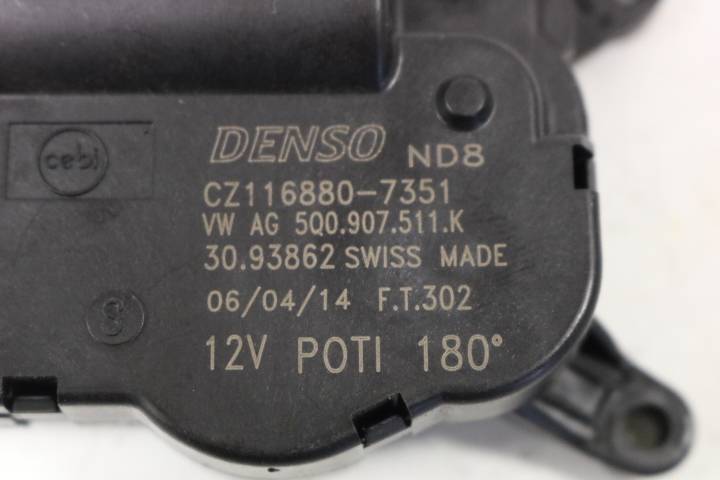 DENSO ND8
cebi
CZ116880-7351
VW AG 5Q0.907.511.K
30.93862 SWISS MADE
06/04/14 F.T.302
8
12V POTI 180°